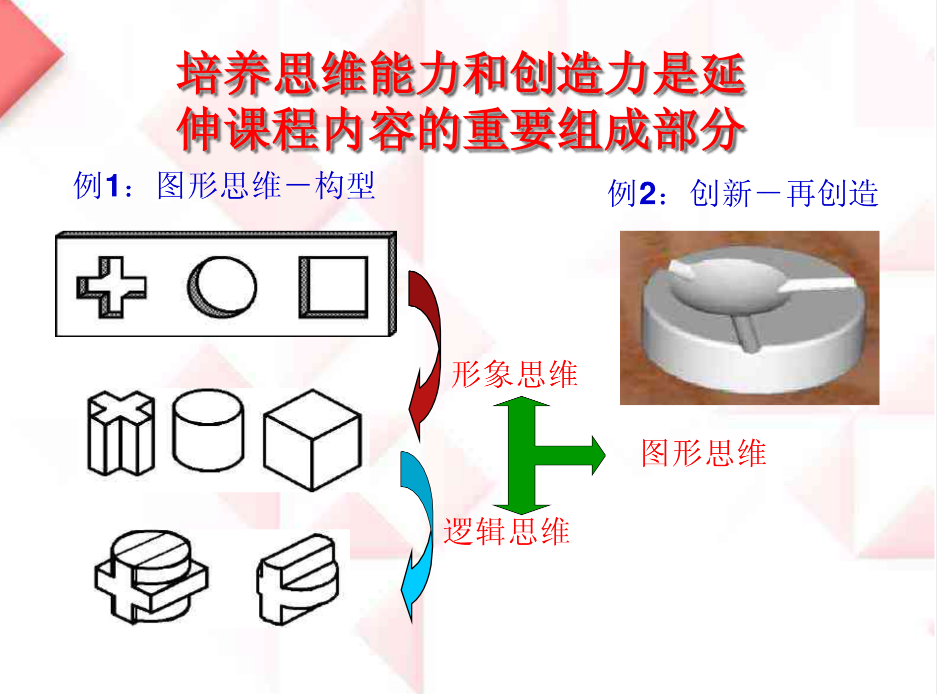 培养思维能力和创造力是延
伸课程内容的重要组成部分
例1：图形思维－构型
例2：创新－再创造
形象思维
图形思维
逻辑思维